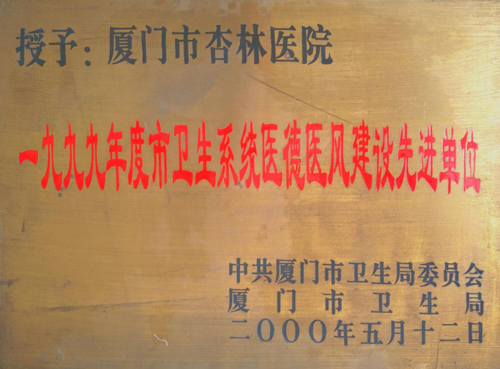 授予：厦门市杏林医院
一九九九年度市卫生系统医德医风建设先进单位
中共厦门市卫生局委员会
厦门市卫生局
二〇〇〇年五月十二日